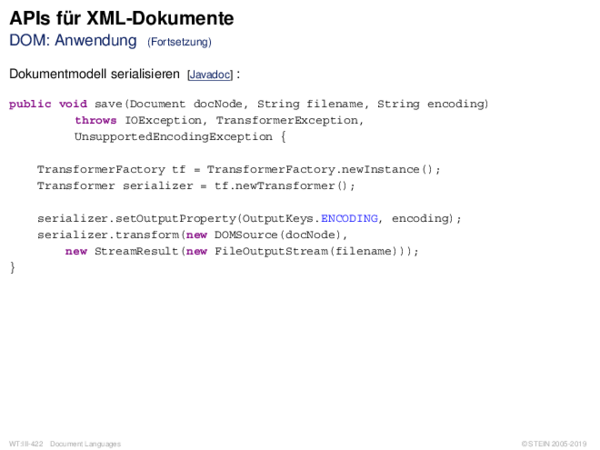 APIs für XML-Dokumente
DOM: Anwendung (Fortsetzung)
Dokumentmodell serialisieren [Javadoc] :
public void save(Document docNode, String filename, String encoding)
throws IOException, TransformerException,
UnsupportedEncodingException {
TransformerFactory tf = TransformerFactory.newInstance();
Transformer serializer = tf.newTransformer();
serializer.setOutputProperty(OutputKeys.ENCODING, encoding);
serializer.transform(new DOMSource(docNode),
new StreamResult(new FileOutputStream(filename)));
}
WT:III-422 Document Languages © STEIN 2005-2019